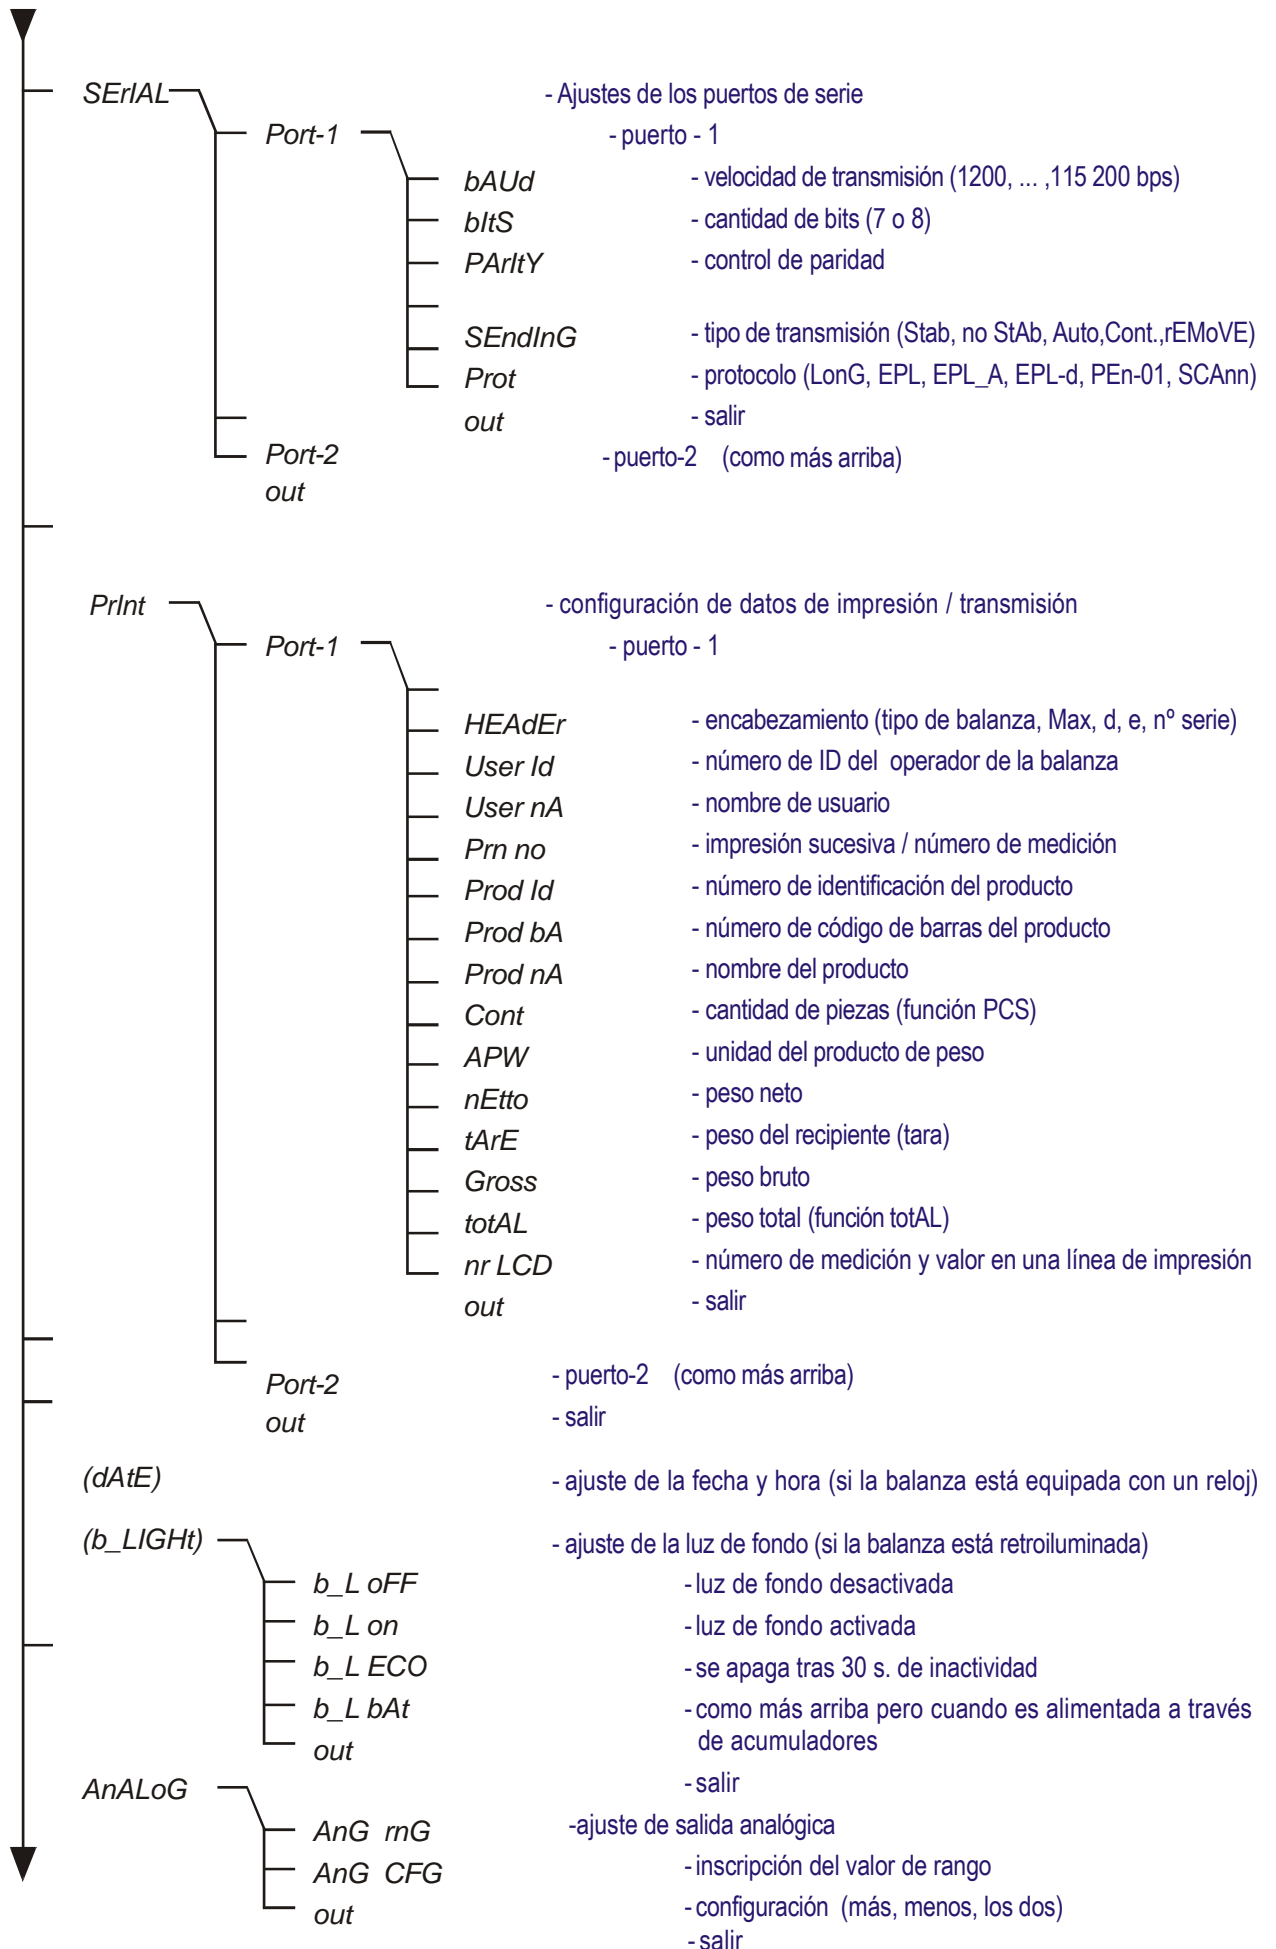 SErIAL - Ajustes de los puertos de serie
Port-1 - puerto - 1
bAUd - velocidad de transmisión (1200, ... ,115 200 bps)
bItS - cantidad de bits (7 o 8)
PArItY - control de paridad
SEndInG - tipo de transmisión (Stab, no StAb, Auto,Cont.,rEMoVE)
Prot - protocolo (LonG, EPL, EPL_A, EPL-d, PEn-01, SCAnn)
out - salir
Port-2 - puerto-2 (como más arriba)
out
PrInt - configuración de datos de impresión / transmisión
Port-1 - puerto - 1
HEAdEr - encabezamiento (tipo de balanza, Max, d, e, nº serie)
User Id - número de ID del operador de la balanza
User nA - nombre de usuario
Prn no - impresión sucesiva / número de medición
Prod Id - número de identificación del producto
Prod bA - número de código de barras del producto
Prod nA - nombre del producto
Cont - cantidad de piezas (función PCS)
APW - unidad del producto de peso
nEtto - peso neto
tArE - peso del recipiente (tara)
Gross - peso bruto
totAL - peso total (función totAL)
nr LCD - número de medición y valor en una línea de impresión
out - salir
Port-2 - puerto-2 (como más arriba)
out - salir
(dAtE) - ajuste de la fecha y hora (si la balanza está equipada con un reloj)
(b_LIGHt) - ajuste de la luz de fondo (si la balanza está retroiluminada)
b_L oFF - luz de fondo desactivada
b_L on - luz de fondo activada
b_L ECO - se apaga tras 30 s. de inactividad
b_L bAt - como más arriba pero cuando es alimentada a través
de acumuladores
out - salir
AnALoG -ajuste de salida analógica
AnG rnG - inscripción del valor de rango
AnG CFG - configuración (más, menos, los dos)
out - salir